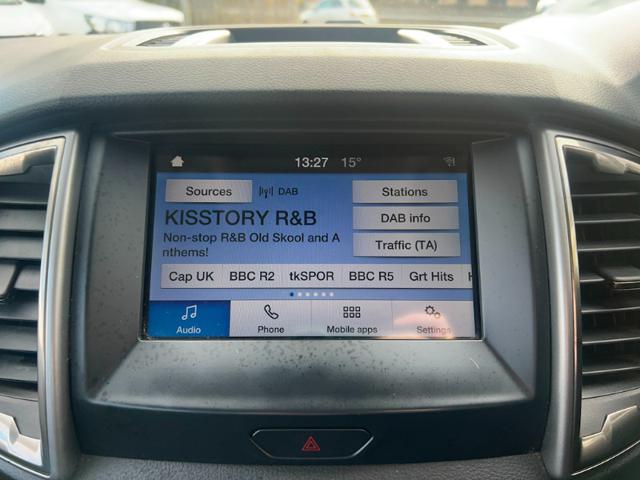 13:27 15°
Sources DAB Stations
KISSTORY R&B
DAB info
Non-stop R&B Old Skool and A
nthems!
Traffic (TA)
Cap UK BBC R2 tkSPOR BBC R5 Grt Hits H
Audio Phone Mobile apps Settings